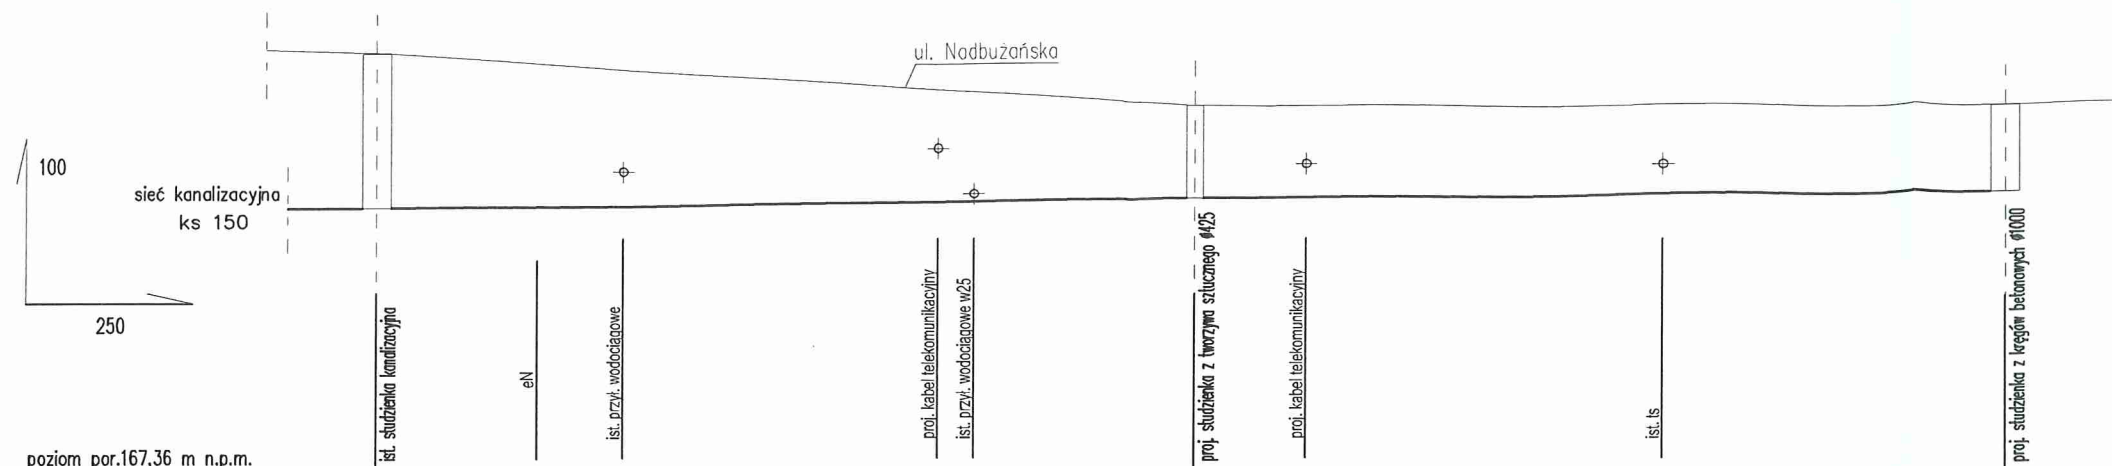 ul. Nadbużańska
100
sieć kanalizacyjna
ks 150
250
ist. studzienka kanalizacyjna
eN
ist. przył. wodociągowe
proj. kabel telekomunikacyjny
ist. przył. wodociągowe w25
proj. studzienka z tworzywa sztucznego Ø425
proj. kabel telekomunikacyjny
ist. ts
proj. studzienka z kręgów betonowych Ø1000
poziom por.167,36 m n.p.m.